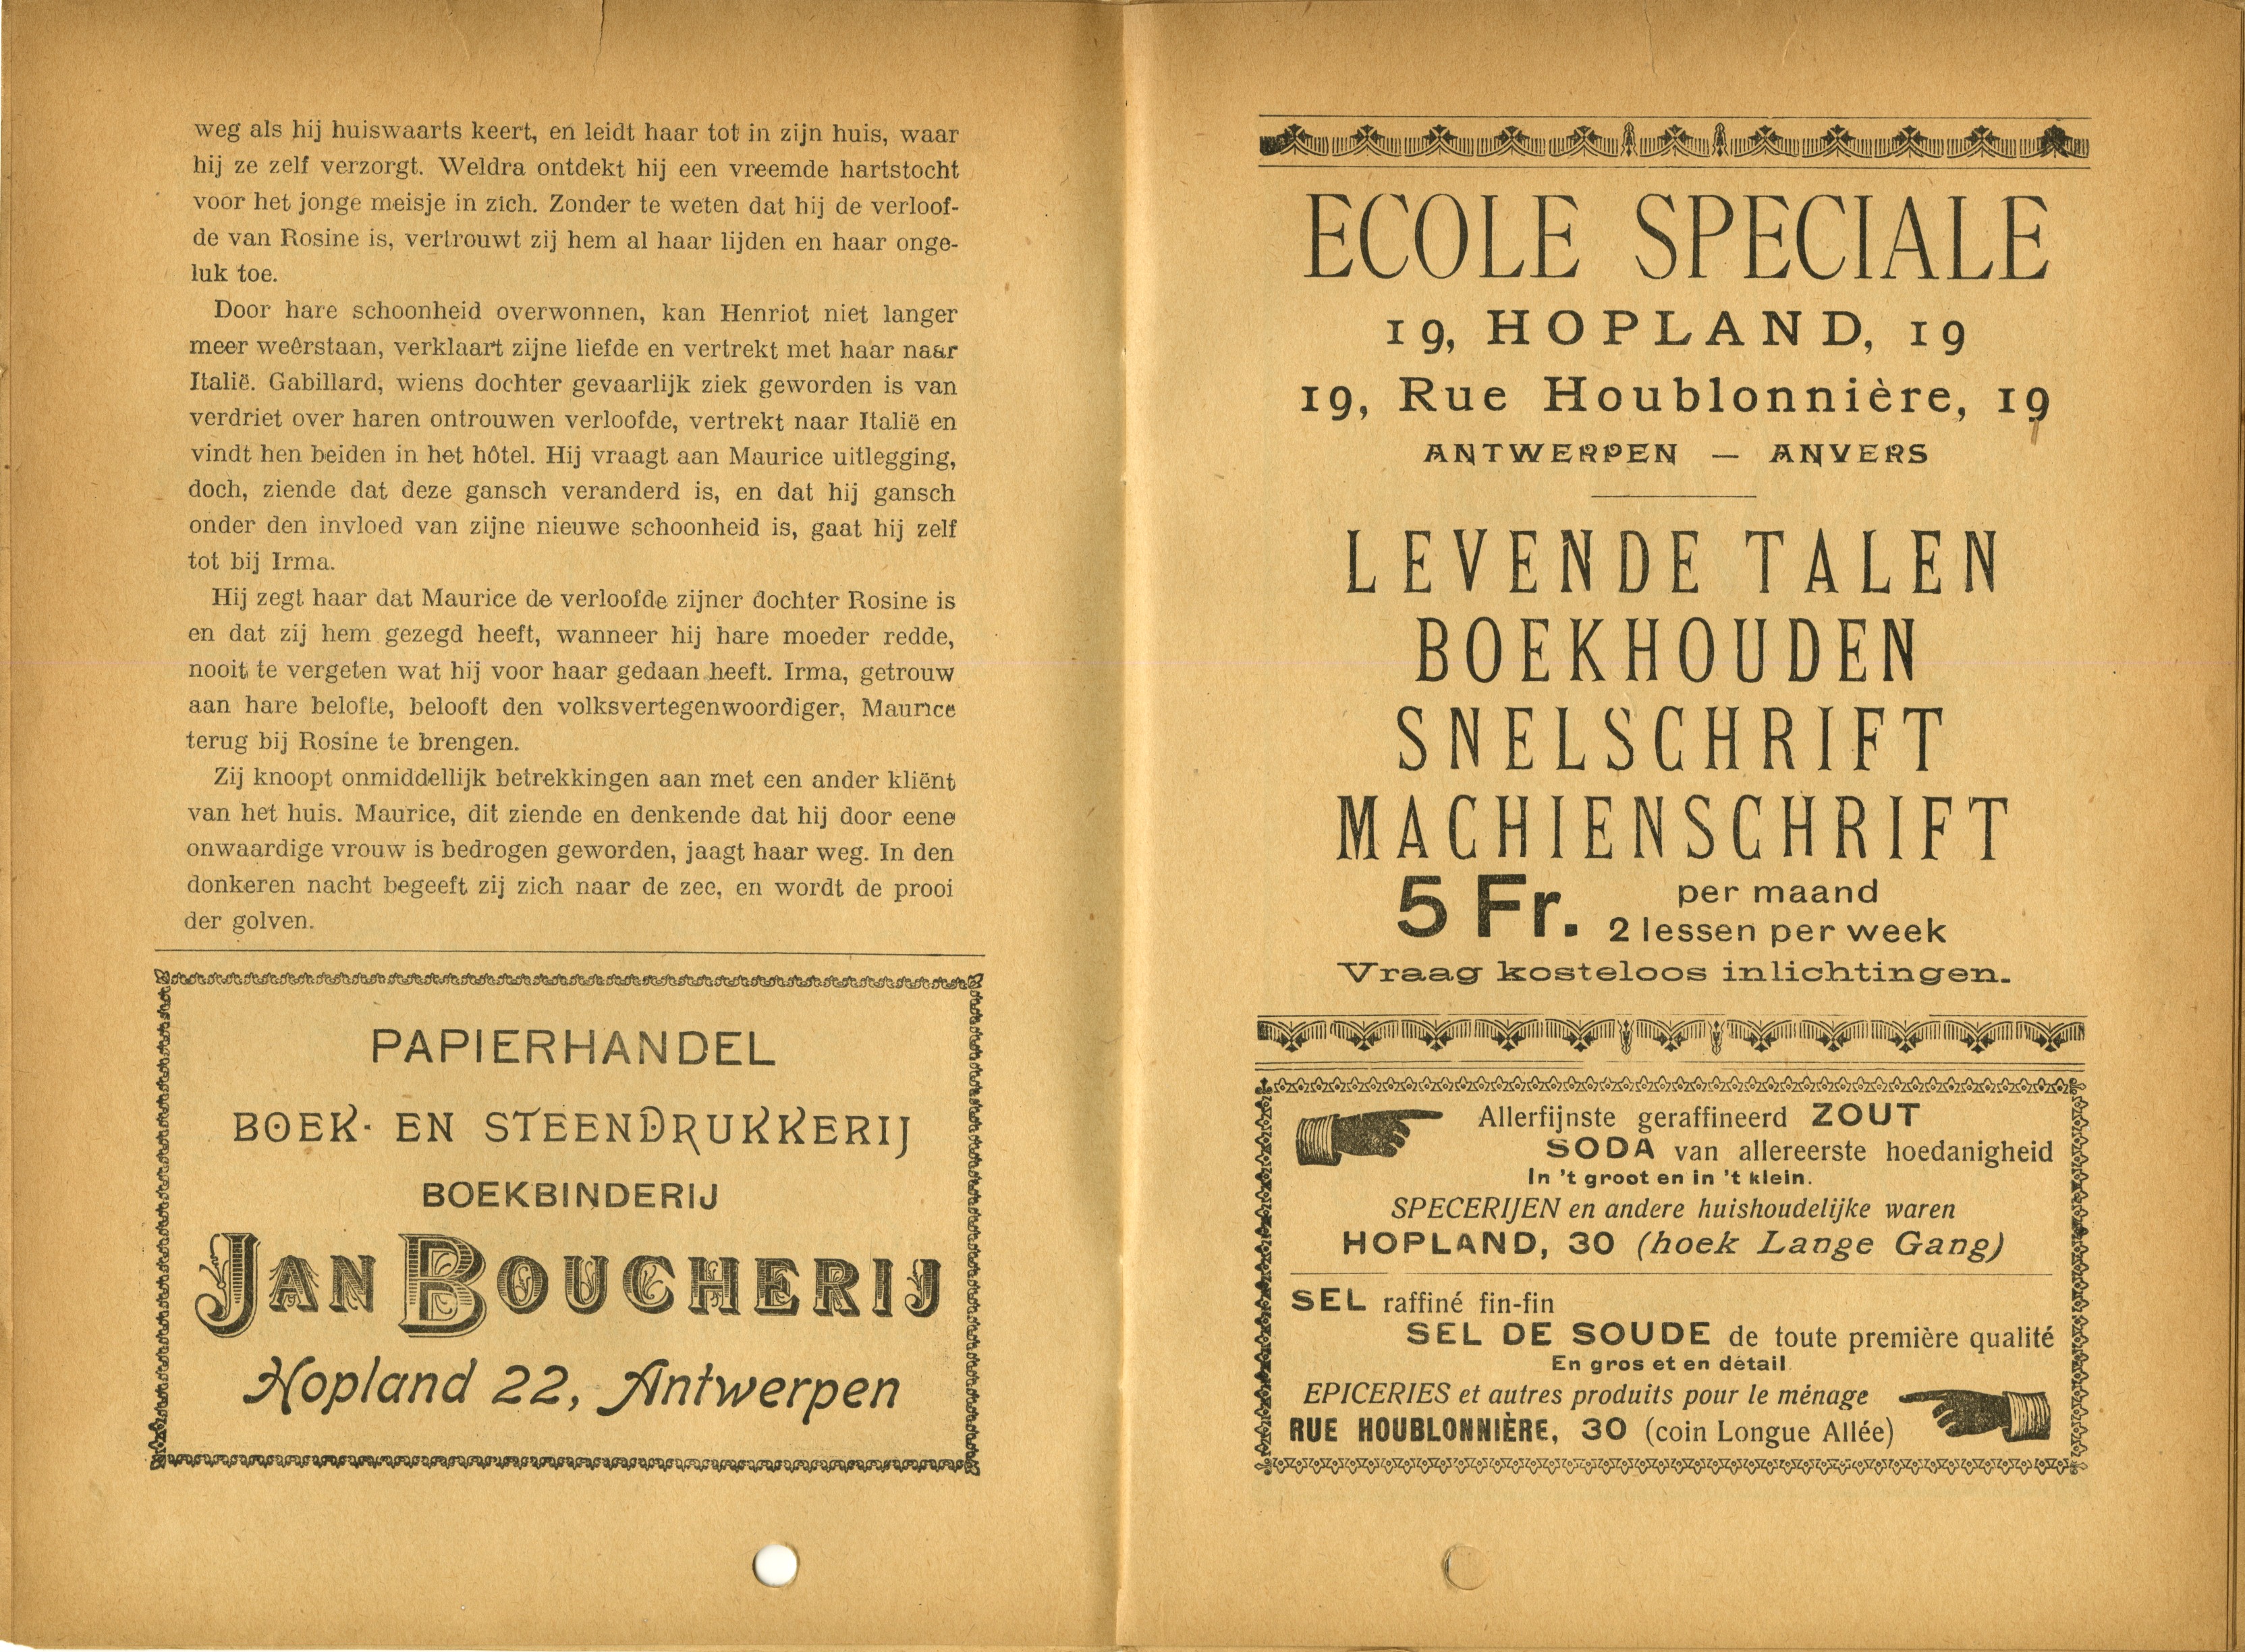 weg als hij huiswaarts keert, en leidt haar tot in zijn huis, waar
hij ze zelf verzorgt. Weldra ontdekt hij een vreemde hartstocht
voor het jonge meisje in zich. Zonder te weten dat hij de verloof-
de van Rosine is, vertrouwt zij hem al haar lijden en haar onge-
luk toe.
Door hare schoonheid overwonnen, kan Henriot niet langer
meer weêrstaan, verklaart zijne liefde en vertrekt met haar naar
Italië. Gabillard, wiens dochter gevaarlijk ziek geworden is van
verdriet over haren ontrouwen verloofde, vertrekt naar Italië en
vindt hen beiden in het hôtel. Hij vraagt aan Maurice uitlegging,
doch, ziende dat deze gansch veranderd is, en dat hij gansch
onder den invloed van zijne nieuwe schoonheid is, gaat hij zelf
tot bij Irma.
Hij zegt haar dat Maurice de verloofde zijner dochter Rosine is
en dat zij hem gezegd heeft, wanneer hij hare moeder redde,
nooit te vergeten wat hij voor haar gedaan heeft. Irma, getrouw
aan hare belofte, belooft den volksvertegenwoordiger, Maurice
terug bij Rosine te brengen.
Zij knoopt onmiddellijk betrekkingen aan met een ander kliënt
van het huis. Maurice, dit ziende en denkende dat hij door eene
onwaardige vrouw is bedrogen geworden, jaagt haar weg. In den
donkeren nacht begeeft zij zich naar de zee, en wordt de prooi
der golven.
PAPIERHANDEL
BOEK- EN STEENDRUKKERIJ
BOEKBINDERIJ
JAN BOUCHERIJ
Hopland 22, Antwerpen
ECOLE SPECIALE
19, HOPLAND, 19
19, Rue Houblonnière, 19
ANTWERPEN — ANVERS
LEVENDE TALEN
BOEKHOUDEN
SNELSCHRIFT
MACHIENSCHRIFT
5 Fr. per maand
2 lessen per week
Vraag kosteloos inlichtingen.
Allerfijnste geraffineerd ZOUT
SODA van allereerste hoedanigheid
In 't groot en in 't klein.
SPECERIJEN en andere huishoudelijke waren
HOPLAND, 30 (hoek Lange Gang)
SEL raffiné fin-fin
SEL DE SOUDE de toute première qualité
En gros et en détail.
EPICERIES et autres produits pour le ménage
RUE HOUBLONNIÈRE, 30 (coin Longue Allée)